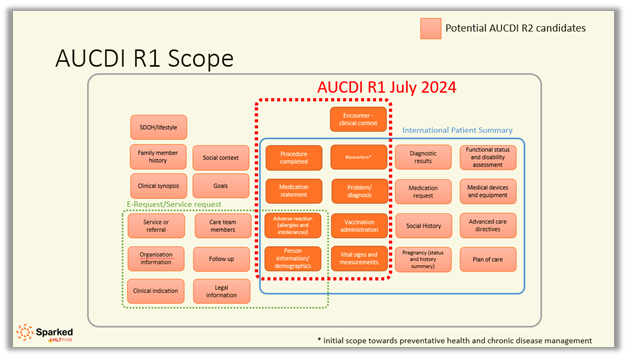 Potential AUCDI R2 candidates
AUCDI R1 Scope
AUCDI R1 July 2024
Encounter -
clinical context
SDOH/lifestyle
International Patient Summary
Family member
history
Social context
Procedure
completed
Biomarkers*
Diagnostic
results
Functional status
and disability
assessment
Clinical synopsis
Goals
Medication
statement
Problem/
diagnosis
Medication
request
Medical devices
and equipment
E-Request/Service request
Service or
referral
Care team
members
Adverse reaction
(allergies and
intolerances)
Vaccination
administration
Social History
Advanced care
directives
Organisation
information
Follow up
Person
information/
demographics
Vital signs and
measurements
Pregnancy (status
and history
summary)
Plan of care
Clinical indication
Legal
information
Sparked
HL7 FHIR
* initial scope towards preventative health and chronic disease management